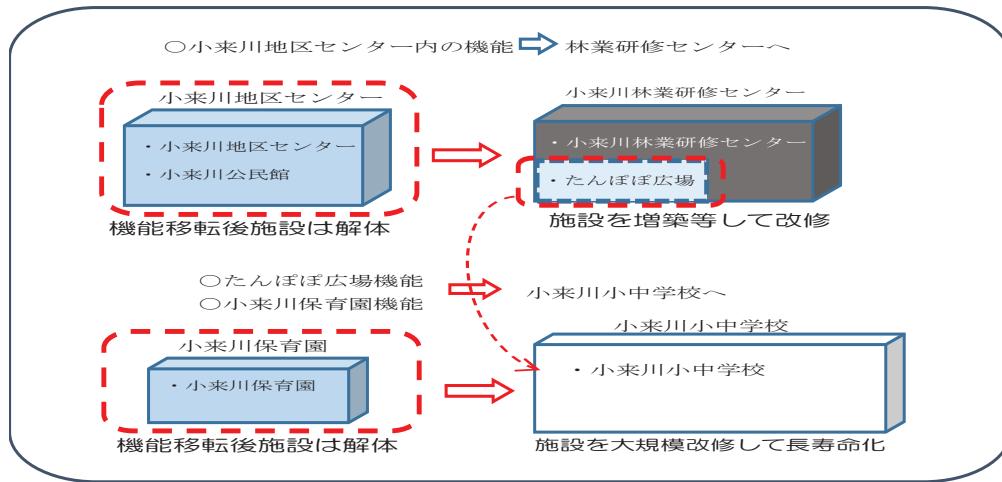 ○小来川地区センター内の機能 林業研修センターへ
小来川地区センター
・小来川地区センター
・小来川公民館
機能移転後施設は解体
小来川林業研修センター
・小来川林業研修センター
・たんぽぽ広場
施設を増築等して改修
○たんぽぽ広場機能
○小来川保育園機能
小来川小中学校へ
小来川保育園
・小来川保育園
機能移転後施設は解体
小来川小中学校
・小来川小中学校
施設を大規模改修して長寿命化